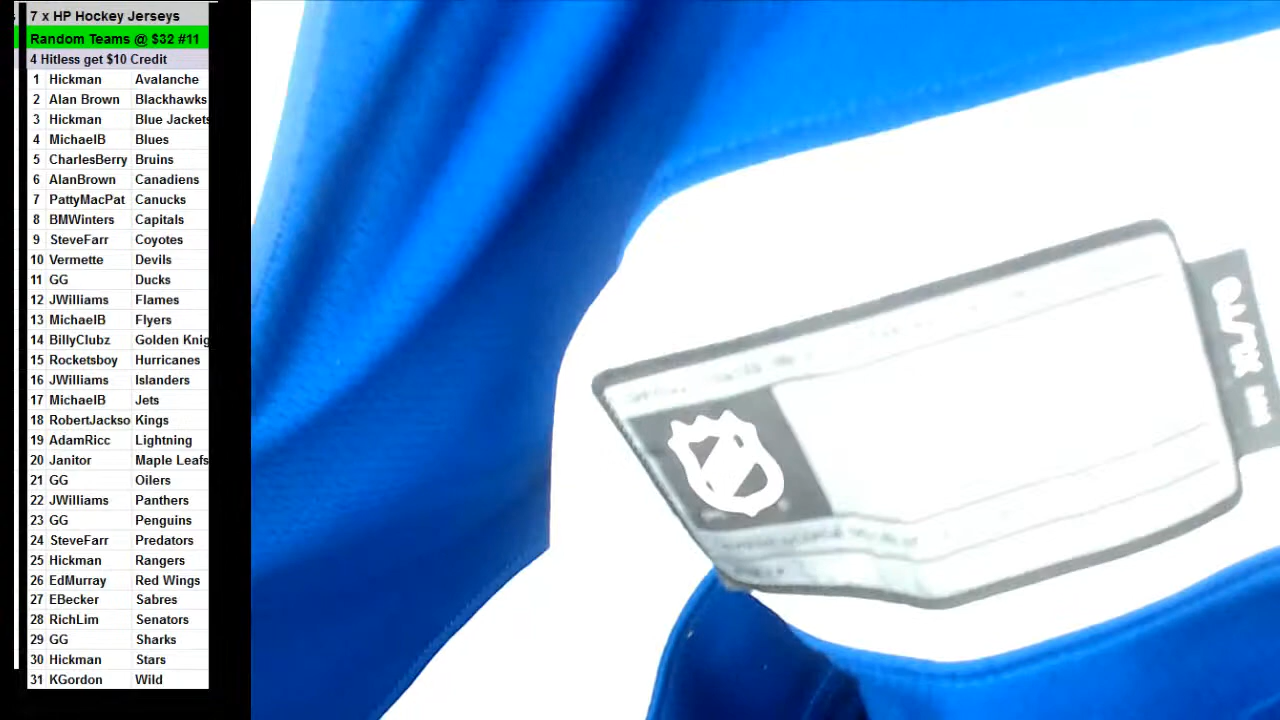 7 x HP Hockey Jerseys
Random Teams @ $32 #11
4 Hitless get $10 Credit
1 Hickman Avalanche
2 Alan Brown Blackhawks
3 Hickman Blue Jackets
4 MichaelB Blues
5 CharlesBerry Bruins
6 AlanBrown Canadiens
7 PattyMacPat Canucks
8 BMWinters Capitals
9 SteveFarr Coyotes
10 Vermette Devils
11 GG Ducks
12 JWilliams Flames
13 MichaelB Flyers
14 BillyClubz Golden Knig
15 Rocketsboy Hurricanes
16 JWilliams Islanders
17 MichaelB Jets
18 RobertJackso Kings
19 AdamRicc Lightning
20 Janitor Maple Leafs
21 GG Oilers
22 JWilliams Panthers
23 GG Penguins
24 SteveFarr Predators
25 Hickman Rangers
26 EdMurray Red Wings
27 EBecker Sabres
28 RichLim Senators
29 GG Sharks
30 Hickman Stars
31 KGordon Wild